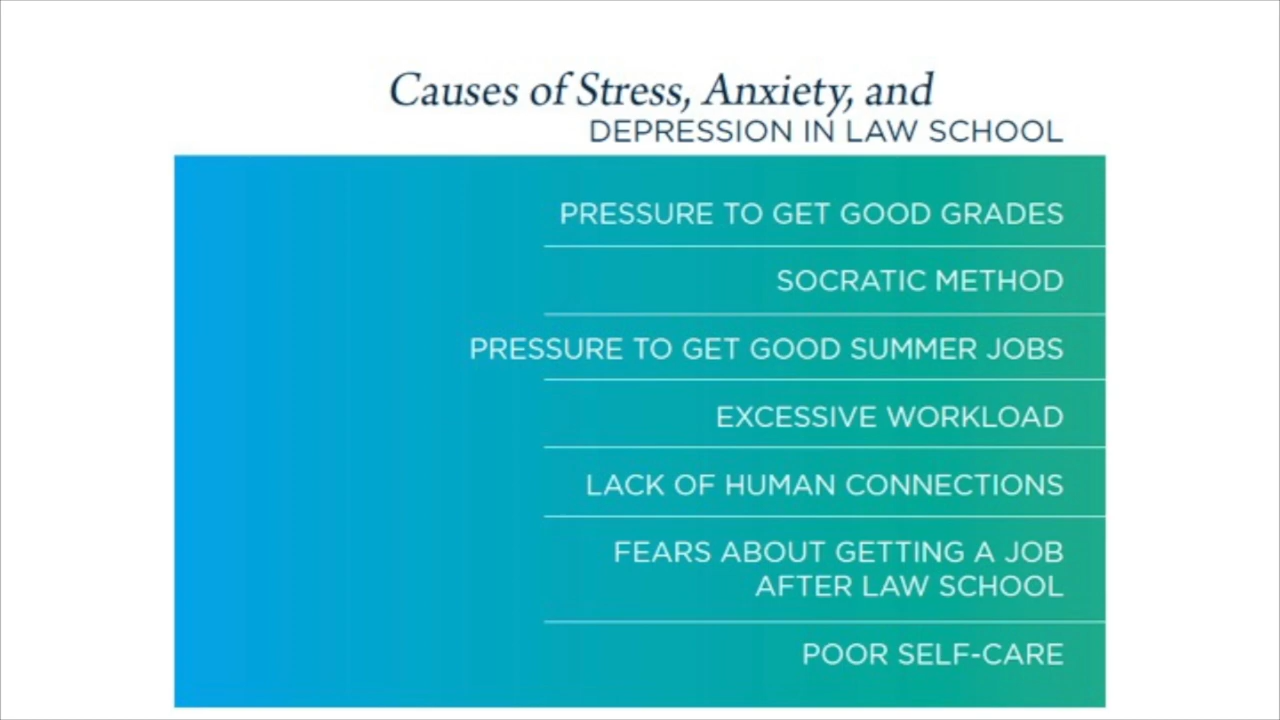 Causes of Stress, Anxiety, and
DEPRESSION IN LAW SCHOOL
PRESSURE TO GET GOOD GRADES
SOCRATIC METHOD
PRESSURE TO GET GOOD SUMMER JOBS
EXCESSIVE WORKLOAD
LACK OF HUMAN CONNECTIONS
FEARS ABOUT GETTING A JOB
AFTER LAW SCHOOL
POOR SELF-CARE